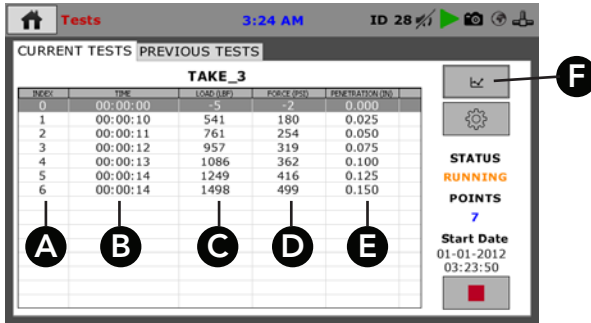 Tests 3:24 AM ID 28
CURRENT TESTS PREVIOUS TESTS
TAKE_3
INDEX TIME LOAD (LBF) FORCE (PSI) PENETRATION (IN)
0 00:00:00 -5 -2 0.000
1 00:00:10 541 180 0.025
2 00:00:11 761 254 0.050
3 00:00:12 957 319 0.075
4 00:00:13 1086 362 0.100
5 00:00:14 1249 416 0.125
6 00:00:14 1498 499 0.150
A B C D E
F
STATUS
RUNNING
POINTS
7
Start Date
01-01-2012
03:23:50